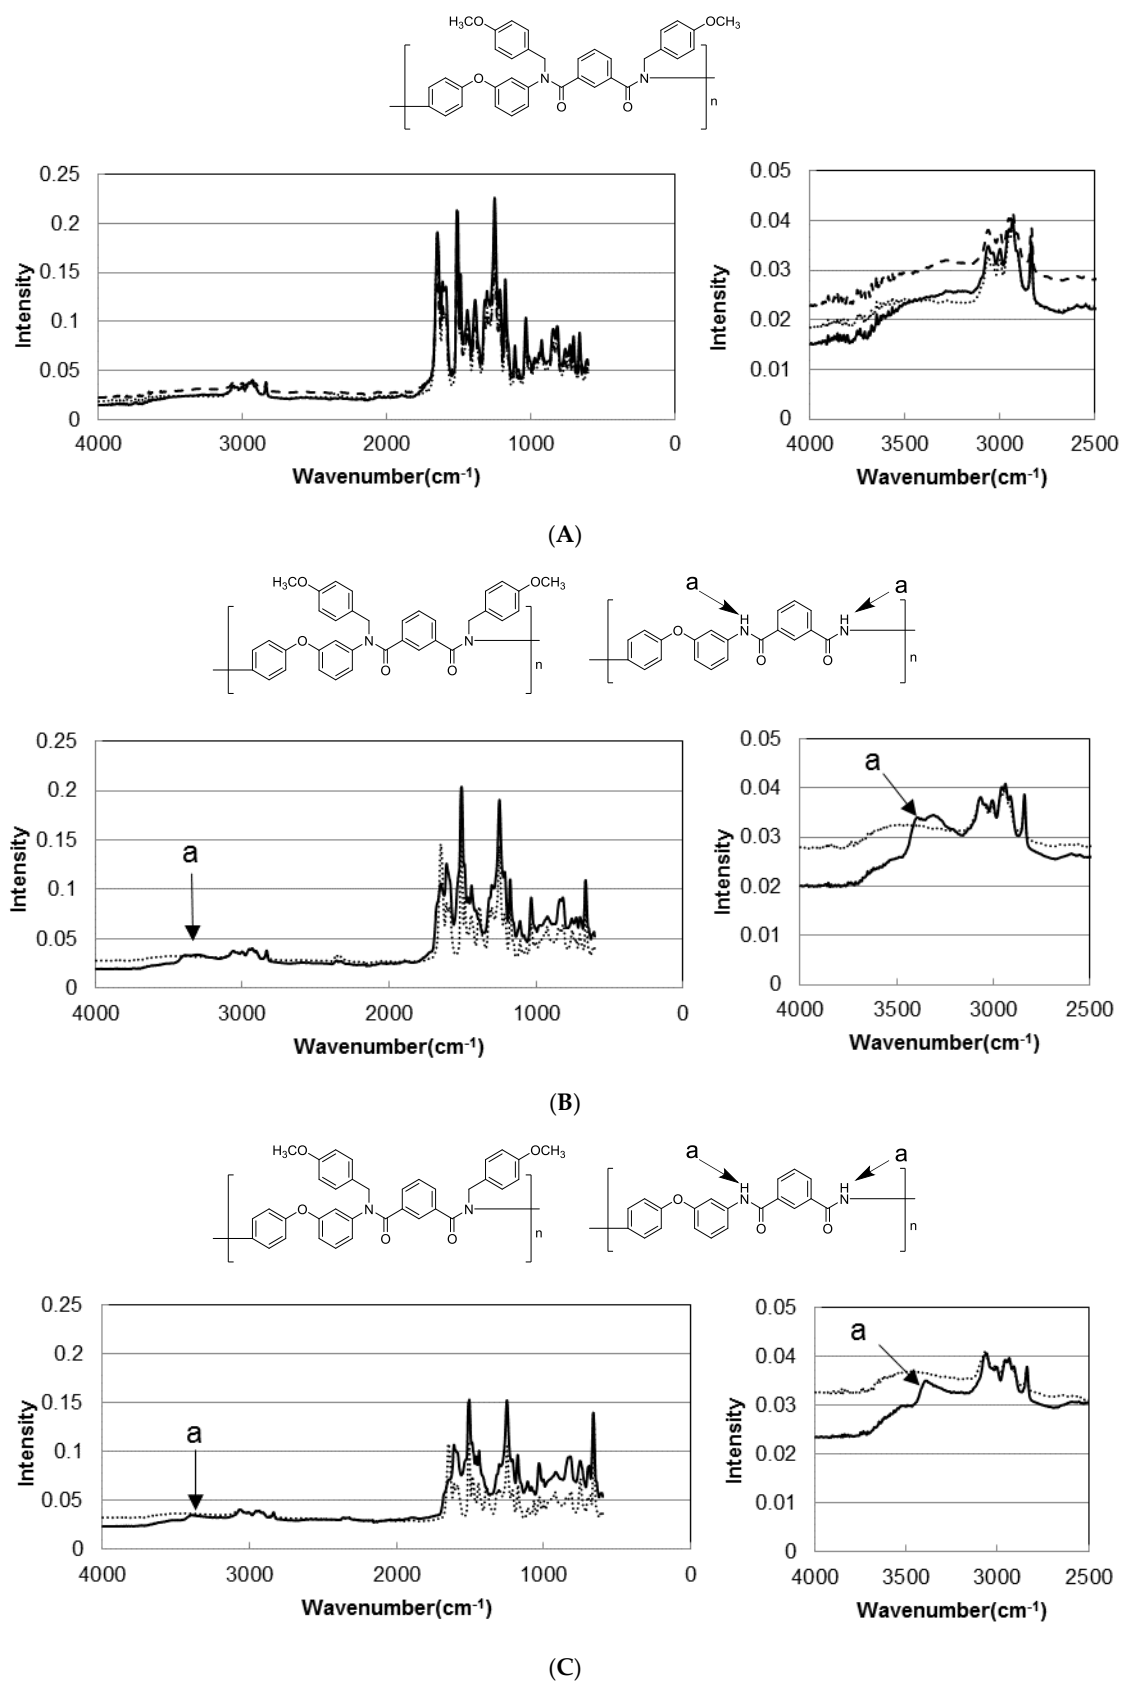 H₃CO OCH₃
O N N
O O n
0.25
0.2
0.15
0.1
0.05
0
4000 3000 2000 1000 0
Intensity
Wavenumber(cm-1)
0.05
0.04
0.03
0.02
0.01
0
4000 3500 3000 2500
Intensity
Wavenumber(cm-1)
(A)
H₃CO OCH₃
O N N
O O n
a a
H H
O N N
O O n
0.25
0.2
0.15
0.1
0.05
0
4000 3000 2000 1000 0
Intensity
Wavenumber(cm-1)
a
0.05
0.04
0.03
0.02
0.01
0
4000 3500 3000 2500
Intensity
Wavenumber(cm-1)
a
(B)
H₃CO OCH₃
O N N
O O n
a a
H H
O N N
O O n
0.25
0.2
0.15
0.1
0.05
0
4000 3000 2000 1000 0
Intensity
Wavenumber(cm-1)
a
0.05
0.04
0.03
0.02
0.01
0
4000 3500 3000 2500
Intensity
Wavenumber(cm-1)
a
(C)